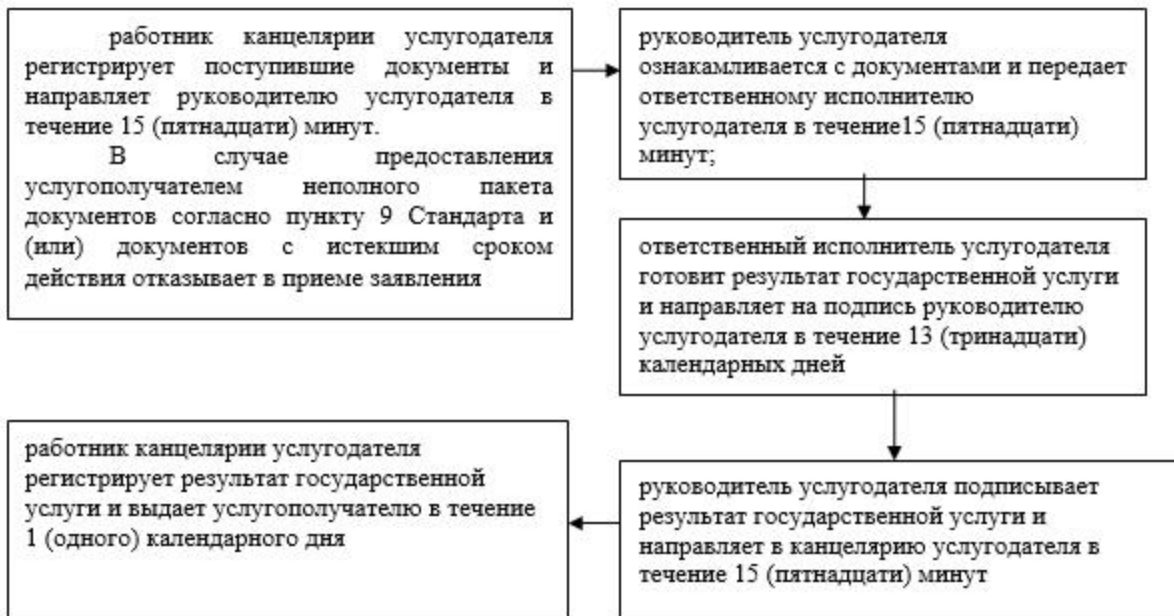 работник канцелярии услугодателя
регистрирует поступившие документы и
направляет руководителю услугодателя в
течение 15 (пятнадцати) минут.
В случае предоставления
услугополучателем неполного пакета
документов согласно пункту 9 Стандарта и
(или) документов с истекшим сроком
действия отказывает в приеме заявления
руководитель услугодателя
ознакамливается с документами и передает
ответственному исполнителю
услугодателя в течение15 (пятнадцати)
минут;
ответственный исполнитель услугодателя
готовит результат государственной услуги
и направляет на подпись руководителю
услугодателя в течение 13 (тринадцати)
календарных дней
руководитель услугодателя подписывает
результат государственной услуги и
направляет в канцелярию услугодателя в
течение 15 (пятнадцати) минут
работник канцелярии услугодателя
регистрирует результат государственной
услуги и выдает услугополучателю в течение
1 (одного) календарного дня